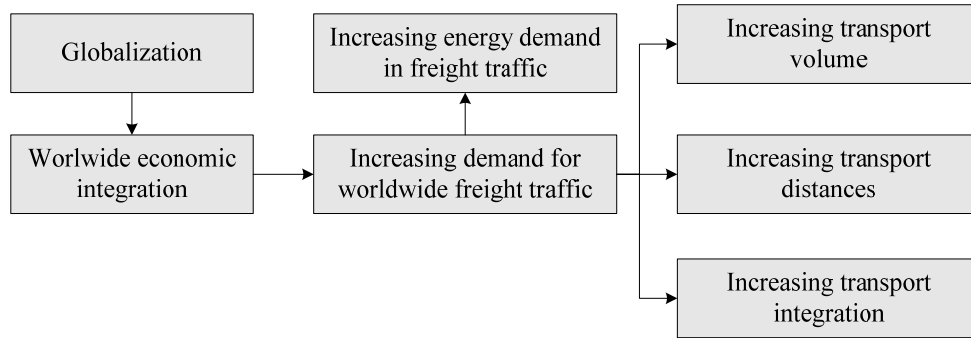 Globalization
Worlwide economic
integration
Increasing energy demand
in freight traffic
Increasing demand for
worldwide freight traffic
Increasing transport
volume
Increasing transport
distances
Increasing transport
integration